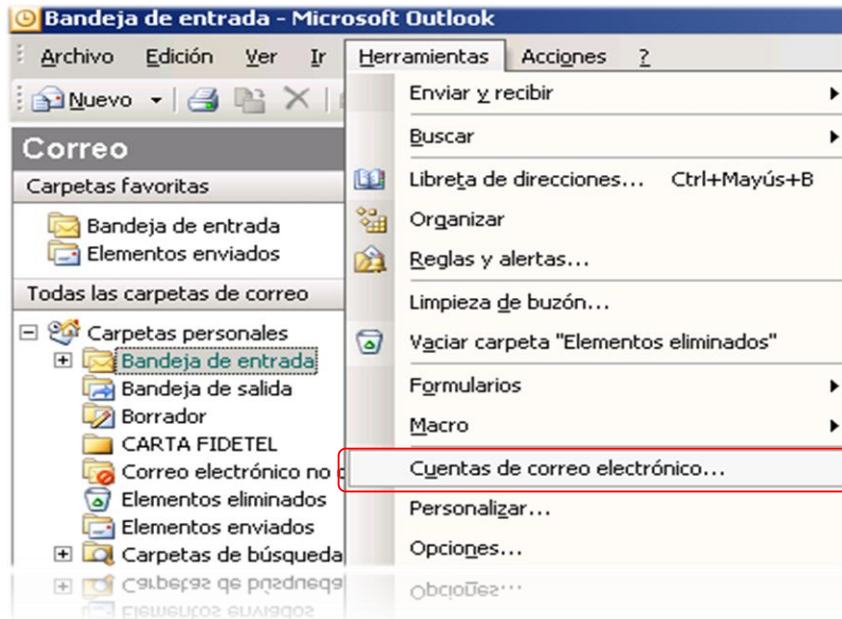 Bandeja de entrada - Microsoft Outlook
Archivo Edición Ver Ir Herramientas Acciones ?
Nuevo
Correo
Carpetas favoritas
Bandeja de entrada
Elementos enviados
Todas las carpetas de correo
Carpetas personales
Bandeja de entrada
Bandeja de salida
Borrador
CARTA FIDETEL
Correo electrónico no
Elementos eliminados
Elementos enviados
Carpetas de búsqueda
Enviar y recibir
Buscar
Libreta de direcciones... Ctrl+Mayús+B
Organizar
Reglas y alertas...
Limpieza de buzón...
Vaciar carpeta "Elementos eliminados"
Formularios
Macro
Cuentas de correo electrónico...
Personalizar...
Opciones...